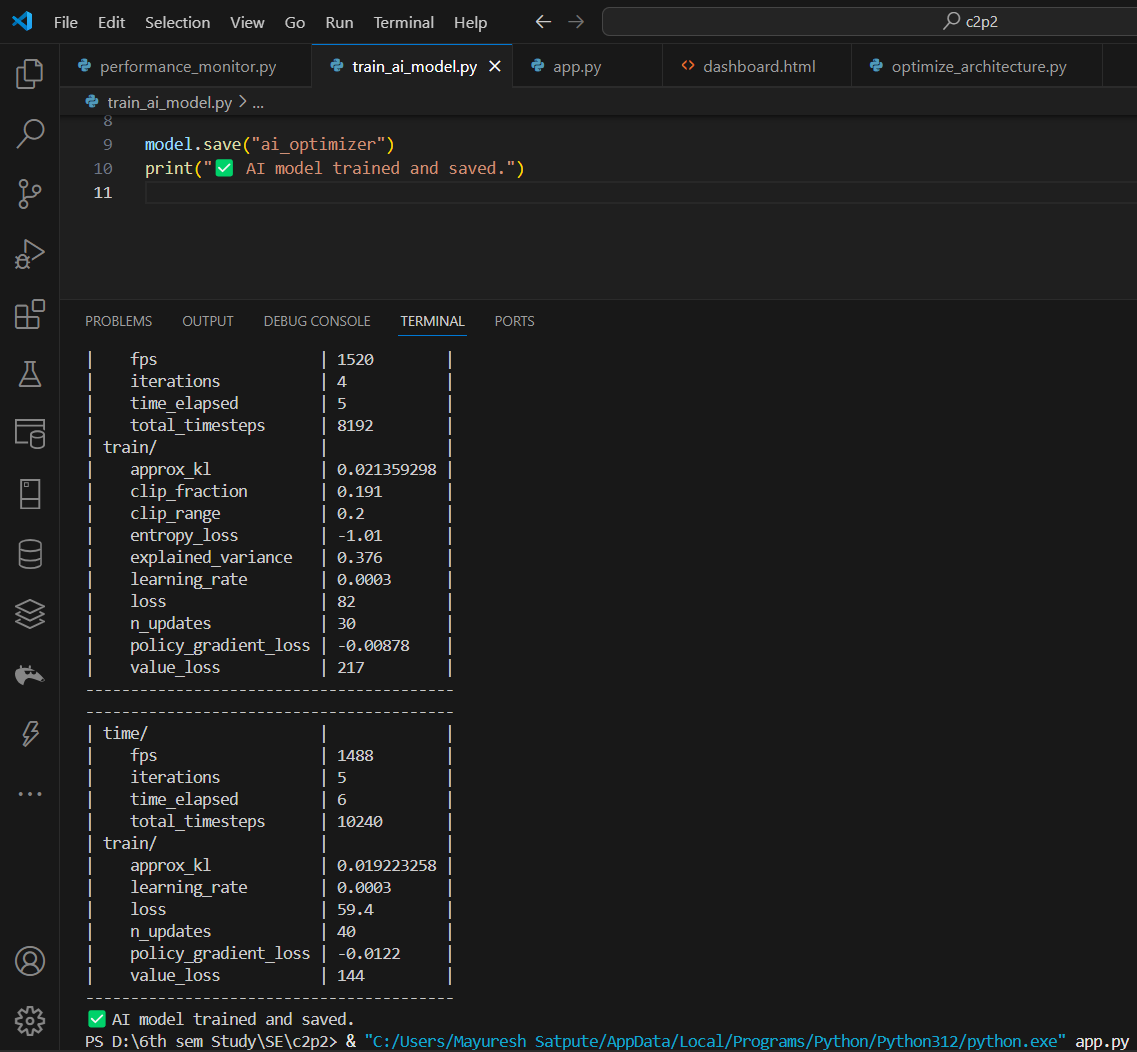 File Edit Selection View Go Run Terminal Help ← → c2p2
performance_monitor.py train_ai_model.py × app.py <> dashboard.html optimize_architecture.py
train_ai_model.py > ...
8
9 model.save("ai_optimizer")
10 print("✅ AI model trained and saved.")
11
PROBLEMS OUTPUT DEBUG CONSOLE TERMINAL PORTS
|    fps                  | 1520        |
|    iterations           | 4           |
|    time_elapsed         | 5           |
|    total_timesteps      | 8192        |
| train/                  |             |
|    approx_kl            | 0.021359298 |
|    clip_fraction        | 0.191       |
|    clip_range           | 0.2         |
|    entropy_loss         | -1.01       |
|    explained_variance   | 0.376       |
|    learning_rate        | 0.0003      |
|    loss                 | 82          |
|    n_updates            | 30          |
|    policy_gradient_loss | -0.00878    |
|    value_loss           | 217         |
-----------------------------------------
-----------------------------------------
| time/                   |             |
|    fps                  | 1488        |
|    iterations           | 5           |
|    time_elapsed         | 6           |
|    total_timesteps      | 10240       |
| train/                  |             |
|    approx_kl            | 0.019223258 |
|    learning_rate        | 0.0003      |
|    loss                 | 59.4        |
|    n_updates            | 40          |
|    policy_gradient_loss | -0.0122     |
|    value_loss           | 144         |
-----------------------------------------
✅ AI model trained and saved.
PS D:\6th sem Study\SE\c2p2> & "C:/Users/Mayuresh Satpute/AppData/Local/Programs/Python/Python312/python.exe" app.py